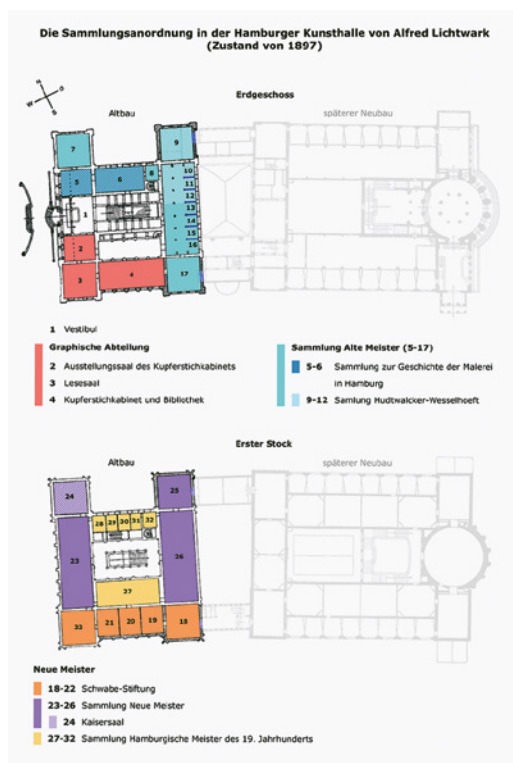 Die Sammlungsanordnung in der Hamburger Kunsthalle von Alfred Lichtwark
(Zustand von 1897)
N
O
W
S
Erdgeschoss
Altbau
späterer Neubau
7
9
5
6
8
10
11
12
13
14
15
16
1
2
3
4
17
1 Vestibul
Graphische Abteilung
2 Ausstellungssaal des Kupferstichkabinets
3 Lesesaal
4 Kupferstichkabinet und Bibliothek
Sammlung Alte Meister (5-17)
5-6 Sammlung zur Geschichte der Malerei
in Hamburg
9-12 Samlung Hudtwalcker-Wesselhoeft
Erster Stock
Altbau
späterer Neubau
24
25
28 29 30 31 32
23
26
27
33
21
20
19
18
Neue Meister
18-22 Schwabe-Stiftung
23-26 Sammlung Neue Meister
24 Kaisersaal
27-32 Sammlung Hamburgische Meister des 19. Jahrhunderts